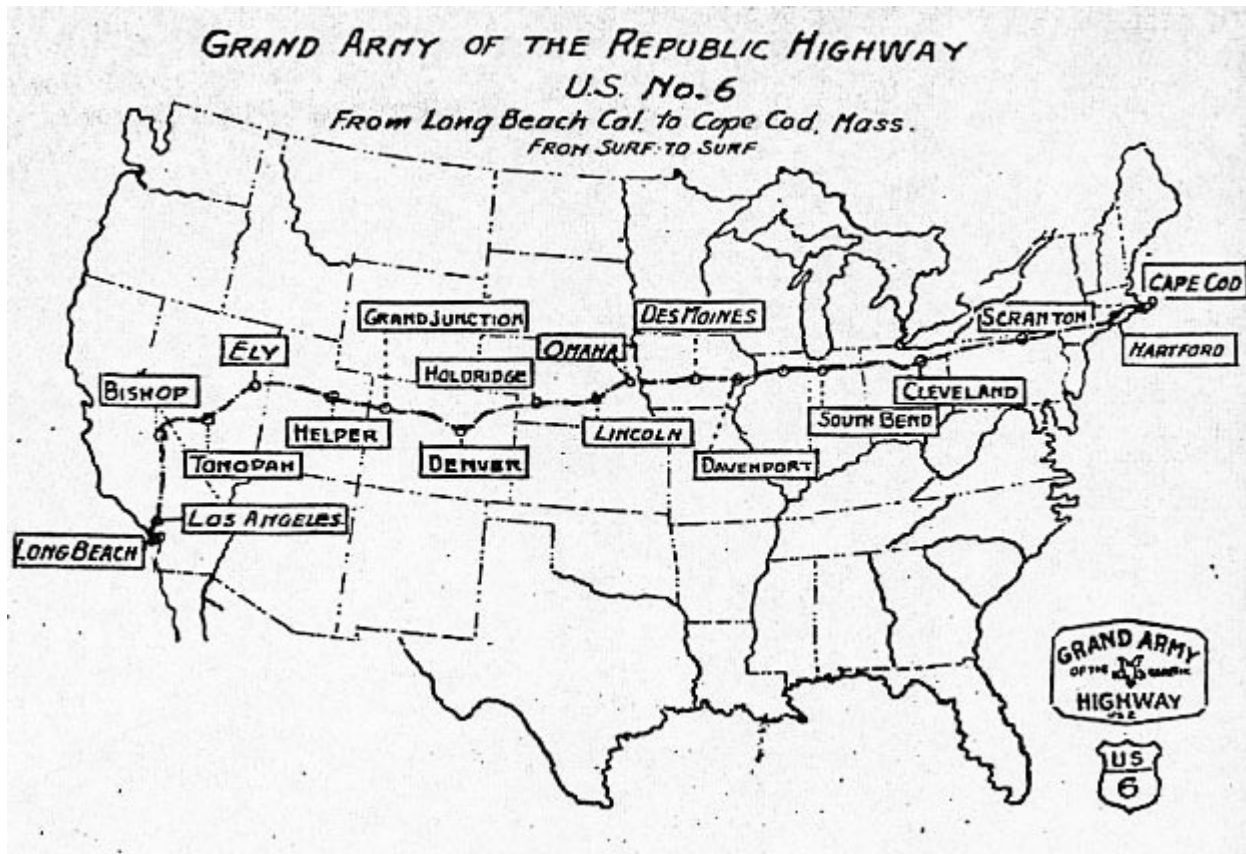 GRAND ARMY OF THE REPUBLIC HIGHWAY
U.S. No. 6
From Long Beach Cal. to Cape Cod, Mass.
FROM SURF TO SURF
CAPE COD
GRAND JUNCTION
DES MOINES
SCRANTON
ELY
OMAHA
HARTFORD
HOLDRIDGE
BISHOP
CLEVELAND
HELPER
LINCOLN
SOUTH BEND
TONOPAH
DENVER
DAVENPORT
LOS ANGELES
LONG BEACH
GRAND ARMY
OF THE
HIGHWAY
US
6